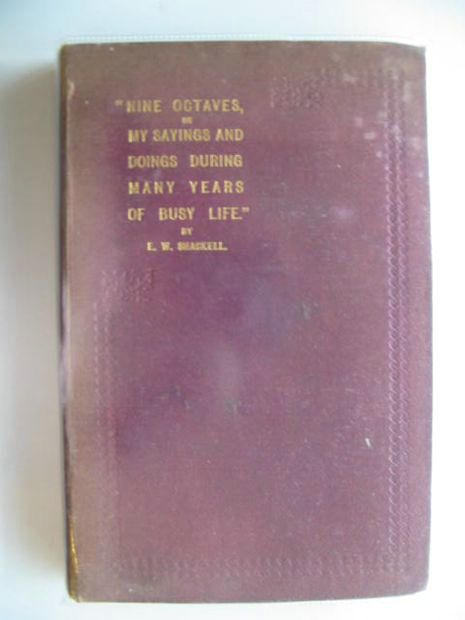 "NINE OCTAVES,
OR
MY SAYINGS AND
DOINGS DURING
MANY YEARS
OF BUSY LIFE."
BY
E. W. SHACKELL.